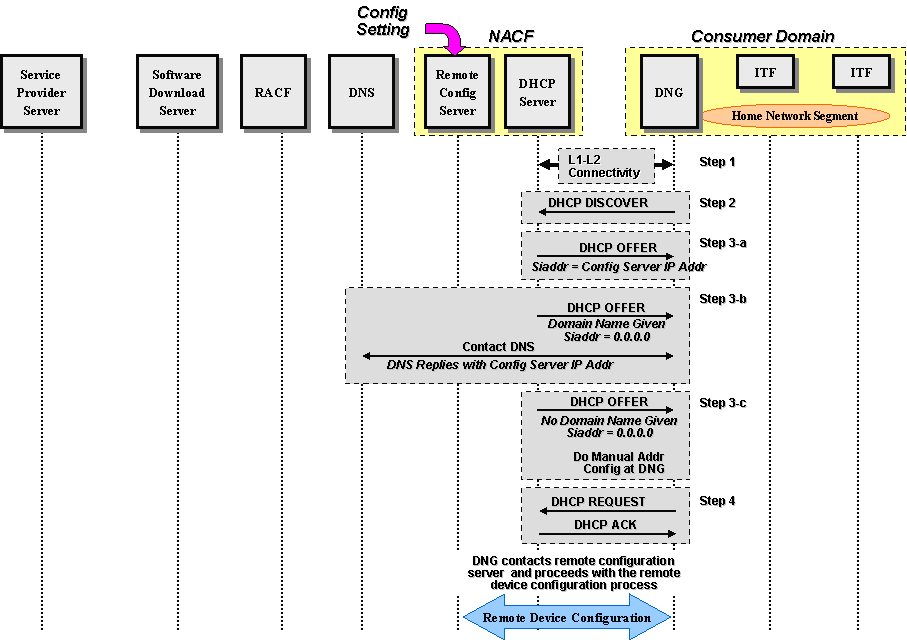 Config
Setting
NACF
Consumer Domain
Service
Provider
Server
Software
Download
Server
RACF
DNS
Remote
Config
Server
DHCP
Server
DNG
ITF
ITF
Home Network Segment
L1-L2
Connectivity
Step 1
DHCP DISCOVER
Step 2
DHCP OFFER
Siaddr = Config Server IP Addr
Step 3-a
DHCP OFFER
Domain Name Given
Siaddr = 0.0.0.0
Step 3-b
Contact DNS
DNS Replies with Config Server IP Addr
DHCP OFFER
No Domain Name Given
Siaddr = 0.0.0.0
Step 3-c
Do Manual Addr
Config at DNG
DHCP REQUEST
Step 4
DHCP ACK
DNG contacts remote configuration
server and proceeds with the remote
device configuration process
Remote Device Configuration